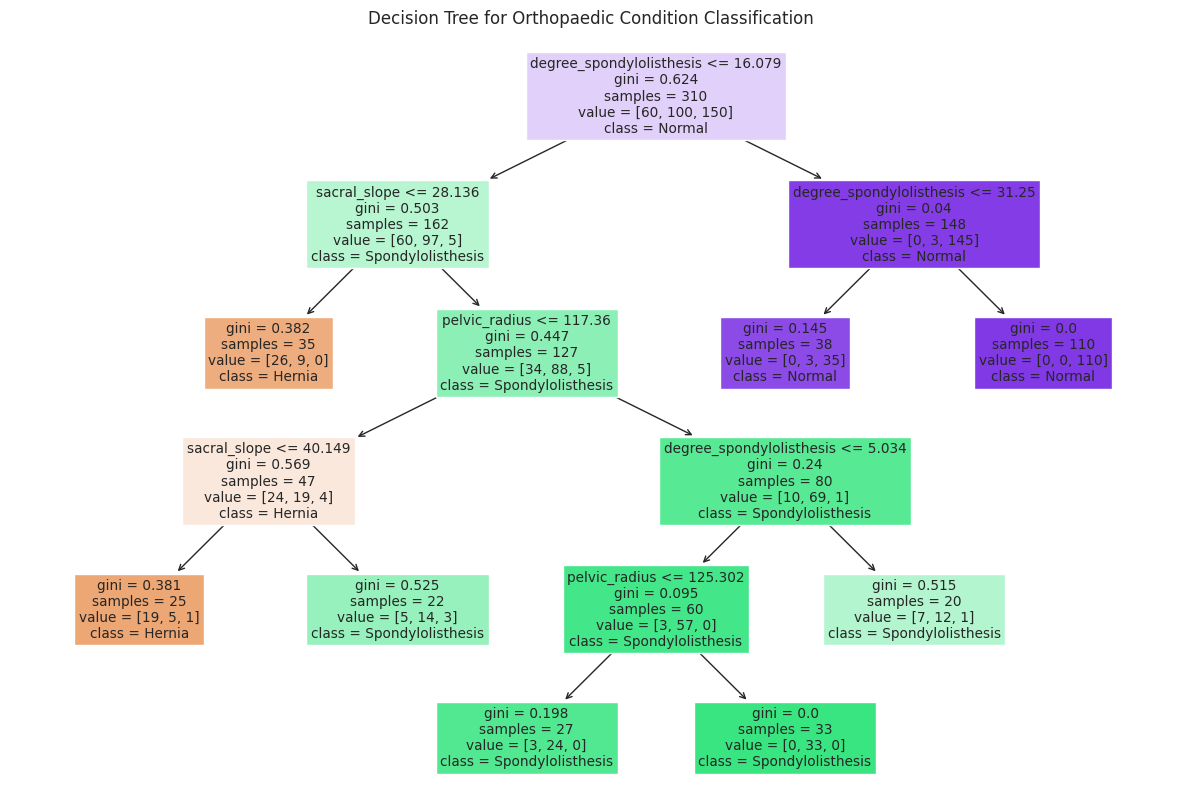 Decision Tree for Orthopaedic Condition Classification
degree_spondylolisthesis <= 16.079
gini = 0.624
samples = 310
value = [60, 100, 150]
class = Normal
sacral_slope <= 28.136
gini = 0.503
samples = 162
value = [60, 97, 5]
class = Spondylolisthesis
degree_spondylolisthesis <= 31.25
gini = 0.04
samples = 148
value = [0, 3, 145]
class = Normal
gini = 0.382
samples = 35
value = [26, 9, 0]
class = Hernia
pelvic_radius <= 117.36
gini = 0.447
samples = 127
value = [34, 88, 5]
class = Spondylolisthesis
gini = 0.145
samples = 38
value = [0, 3, 35]
class = Normal
gini = 0.0
samples = 110
value = [0, 0, 110]
class = Normal
sacral_slope <= 40.149
gini = 0.569
samples = 47
value = [24, 19, 4]
class = Hernia
degree_spondylolisthesis <= 5.034
gini = 0.24
samples = 80
value = [10, 69, 1]
class = Spondylolisthesis
gini = 0.381
samples = 25
value = [19, 5, 1]
class = Hernia
gini = 0.525
samples = 22
value = [5, 14, 3]
class = Spondylolisthesis
pelvic_radius <= 125.302
gini = 0.095
samples = 60
value = [3, 57, 0]
class = Spondylolisthesis
gini = 0.515
samples = 20
value = [7, 12, 1]
class = Spondylolisthesis
gini = 0.198
samples = 27
value = [3, 24, 0]
class = Spondylolisthesis
gini = 0.0
samples = 33
value = [0, 33, 0]
class = Spondylolisthesis